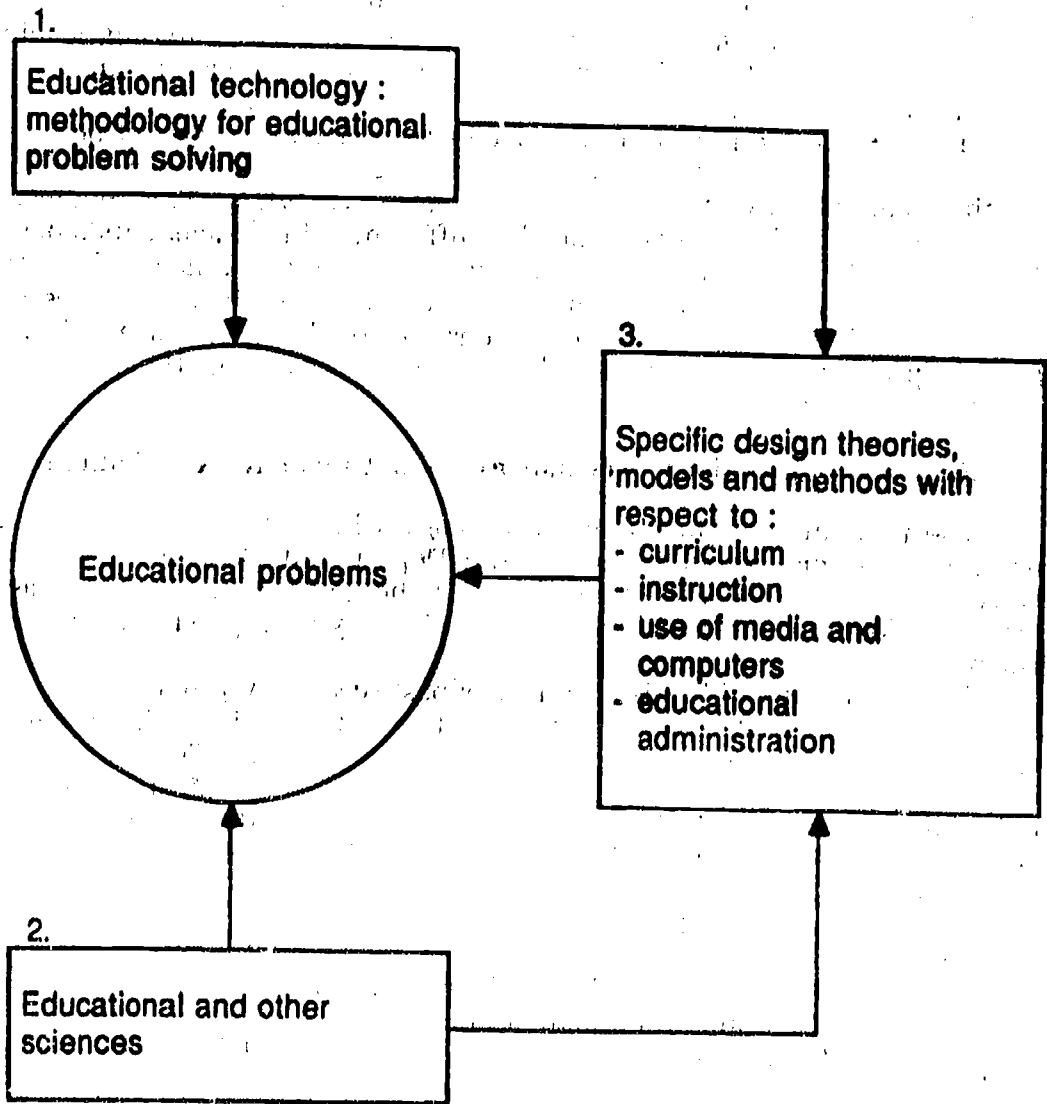 1.
Educational technology :
methodology for educational
problem solving
3.
Specific design theories,
models and methods with
respect to :
- curriculum
- instruction
- use of media and
computers
- educational
administration
Educational problems
2.
Educational and other
sciences